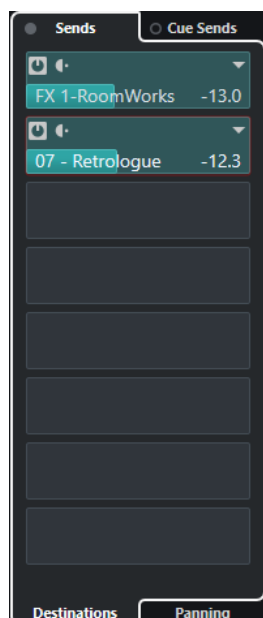 Sends
Cue Sends
FX 1-RoomWorks -13.0
07 - Retrologue -12.3
Destinations
Panning